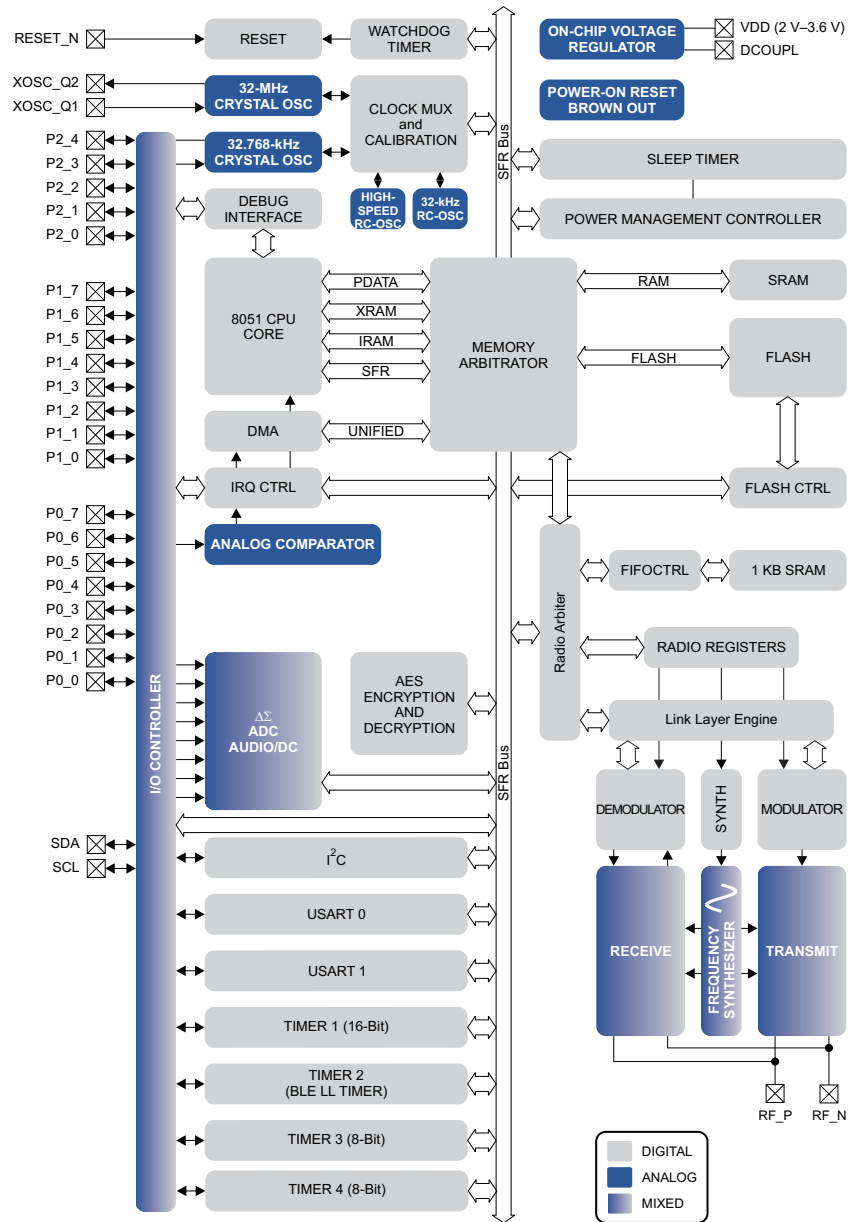 RESET_N
RESET
WATCHDOG
TIMER
ON-CHIP VOLTAGE
REGULATOR
VDD (2 V–3.6 V)
DCOUPL
XOSC_Q2
XOSC_Q1
32-MHz
CRYSTAL OSC
CLOCK MUX
and
CALIBRATION
POWER-ON RESET
BROWN OUT
P2_4
P2_3
P2_2
P2_1
P2_0
32.768-kHz
CRYSTAL OSC
SFR Bus
SLEEP TIMER
DEBUG
INTERFACE
HIGH-
SPEED
RC-OSC
32-kHz
RC-OSC
POWER MANAGEMENT CONTROLLER
P1_7
P1_6
P1_5
P1_4
P1_3
P1_2
P1_1
P1_0
8051 CPU
CORE
PDATA
XRAM
IRAM
SFR
MEMORY
ARBITRATOR
RAM
SRAM
FLASH
FLASH
DMA
UNIFIED
IRQ CTRL
FLASH CTRL
P0_7
P0_6
P0_5
P0_4
P0_3
P0_2
P0_1
P0_0
ANALOG COMPARATOR
Radio Arbiter
FIFOCTRL
1 KB SRAM
RADIO REGISTERS
I/O CONTROLLER
ΔΣ
ADC
AUDIO/DC
AES
ENCRYPTION
AND
DECRYPTION
Link Layer Engine
SFR Bus
DEMODULATOR
SYNTH
MODULATOR
SDA
SCL
I²C
USART 0
USART 1
TIMER 1 (16-Bit)
TIMER 2
(BLE LL TIMER)
TIMER 3 (8-Bit)
TIMER 4 (8-Bit)
RECEIVE
FREQUENCY
SYNTHESIZER
TRANSMIT
RF_P
RF_N
DIGITAL
ANALOG
MIXED